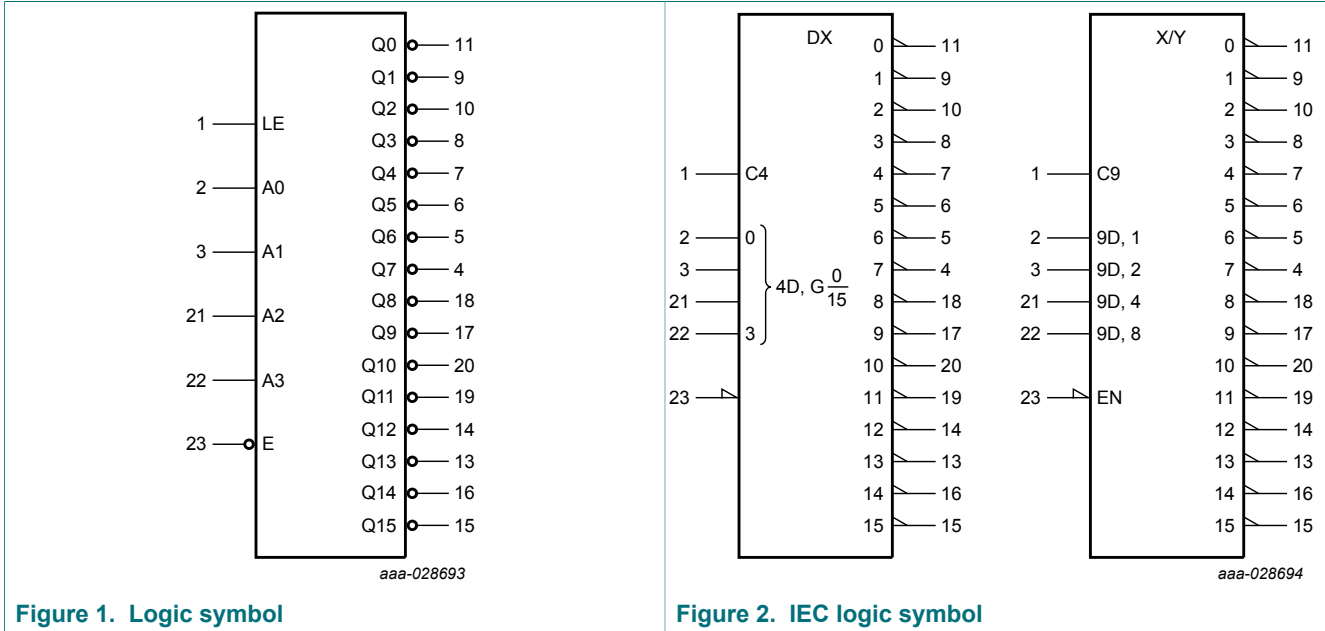 Q0 11
Q1 9
Q2 10
Q3 8
Q4 7
Q5 6
Q6 5
Q7 4
Q8 18
Q9 17
Q10 20
Q11 19
Q12 14
Q13 13
Q14 16
Q15 15
1 LE
2 A0
3 A1
21 A2
22 A3
23 E
aaa-028693
Figure 1. Logic symbol
DX
0 11
1 9
2 10
3 8
4 7
5 6
6 5
7 4
8 18
9 17
10 20
11 19
12 14
13 13
14 16
15 15
1 C4
2 0
3
21
22 3
4D, G 0
15
23
X/Y
0 11
1 9
2 10
3 8
4 7
5 6
6 5
7 4
8 18
9 17
10 20
11 19
12 14
13 13
14 16
15 15
1 C9
2 9D, 1
3 9D, 2
21 9D, 4
22 9D, 8
23 EN
aaa-028694
Figure 2. IEC logic symbol